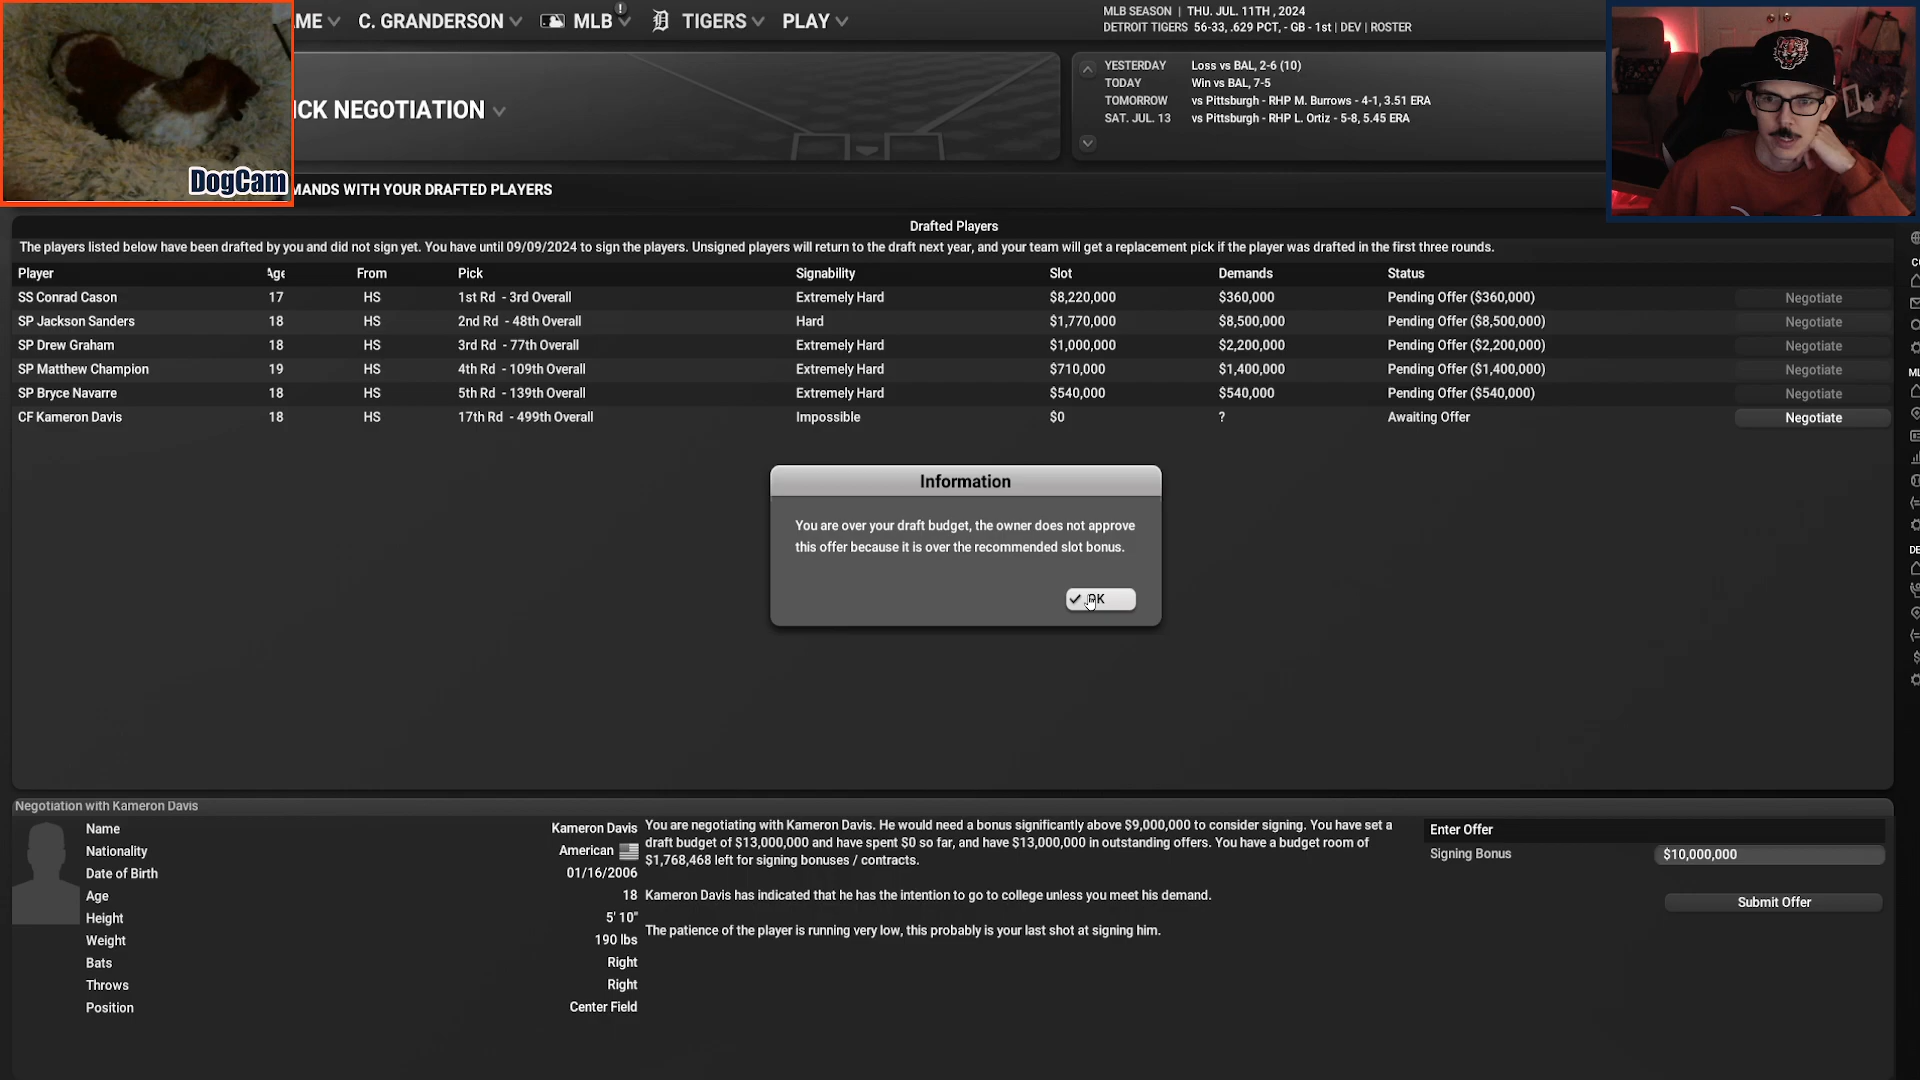 ME
C. GRANDERSON
MLB
!
TIGERS
PLAY
MLB SEASON | THU. JUL. 11TH , 2024
DETROIT TIGERS 56-33, .629 PCT, - GB - 1st | DEV | ROSTER
ICK NEGOTIATION
YESTERDAY Loss vs BAL, 2-6 (10)
TODAY Win vs BAL, 7-5
TOMORROW vs Pittsburgh - RHP M. Burrows - 4-1, 3.51 ERA
SAT. JUL. 13 vs Pittsburgh - RHP L. Ortiz - 5-8, 5.45 ERA
DogCam
MANDS WITH YOUR DRAFTED PLAYERS
Drafted Players
The players listed below have been drafted by you and did not sign yet. You have until 09/09/2024 to sign the players. Unsigned players will return to the draft next year, and your team will get a replacement pick if the player was drafted in the first three rounds.
Player Age From Pick Signability Slot Demands Status
SS Conrad Cason 17 HS 1st Rd - 3rd Overall Extremely Hard $8,220,000 $360,000 Pending Offer ($360,000) Negotiate
SP Jackson Sanders 18 HS 2nd Rd - 48th Overall Hard $1,770,000 $8,500,000 Pending Offer ($8,500,000) Negotiate
SP Drew Graham 18 HS 3rd Rd - 77th Overall Extremely Hard $1,000,000 $2,200,000 Pending Offer ($2,200,000) Negotiate
SP Matthew Champion 19 HS 4th Rd - 109th Overall Extremely Hard $710,000 $1,400,000 Pending Offer ($1,400,000) Negotiate
SP Bryce Navarre 18 HS 5th Rd - 139th Overall Extremely Hard $540,000 $540,000 Pending Offer ($540,000) Negotiate
CF Kameron Davis 18 HS 17th Rd - 499th Overall Impossible $0 ? Awaiting Offer Negotiate
Information
You are over your draft budget, the owner does not approve
this offer because it is over the recommended slot bonus.
OK
Negotiation with Kameron Davis
Name Kameron Davis
Nationality American
Date of Birth 01/16/2006
Age 18
Height 5' 10"
Weight 190 lbs
Bats Right
Throws Right
Position Center Field
You are negotiating with Kameron Davis. He would need a bonus significantly above $9,000,000 to consider signing. You have set a
draft budget of $13,000,000 and have spent $0 so far, and have $13,000,000 in outstanding offers. You have a budget room of
$1,768,468 left for signing bonuses / contracts.
Kameron Davis has indicated that he has the intention to go to college unless you meet his demand.
The patience of the player is running very low, this probably is your last shot at signing him.
Enter Offer
Signing Bonus $10,000,000
Submit Offer